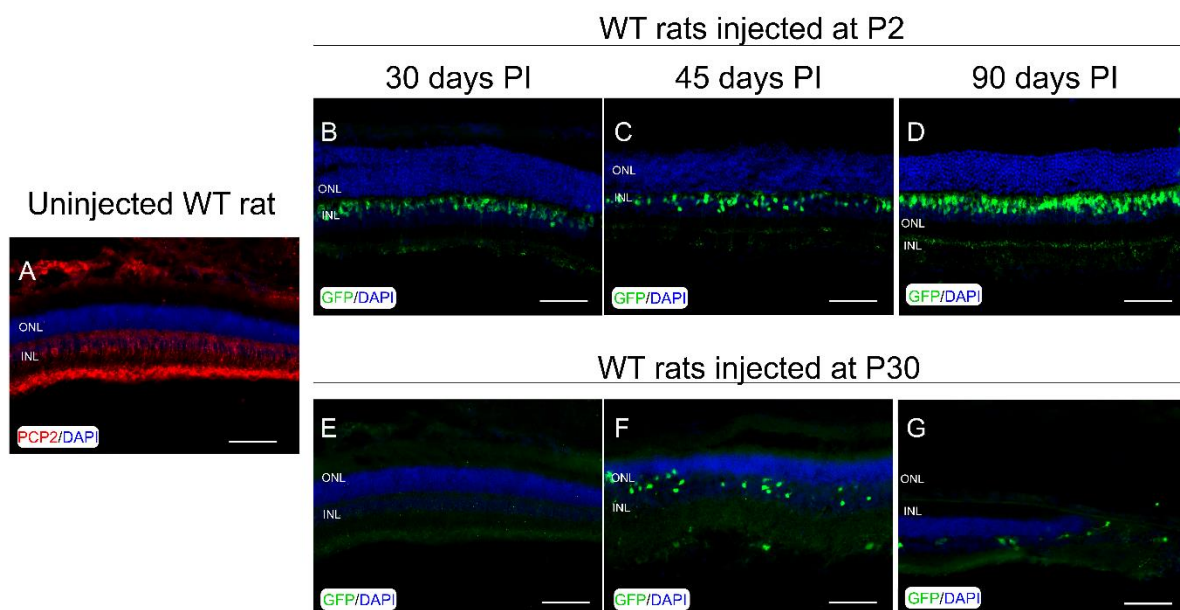 WT rats injected at P2
30 days PI
45 days PI
90 days PI
B
ONL
INL
GFP/DAPI
C
ONL
INL
GFP/DAPI
D
ONL
INL
GFP/DAPI
Uninjected WT rat
A
ONL
INL
PCP2/DAPI
WT rats injected at P30
E
ONL
INL
GFP/DAPI
F
ONL
INL
GFP/DAPI
G
ONL
INL
GFP/DAPI